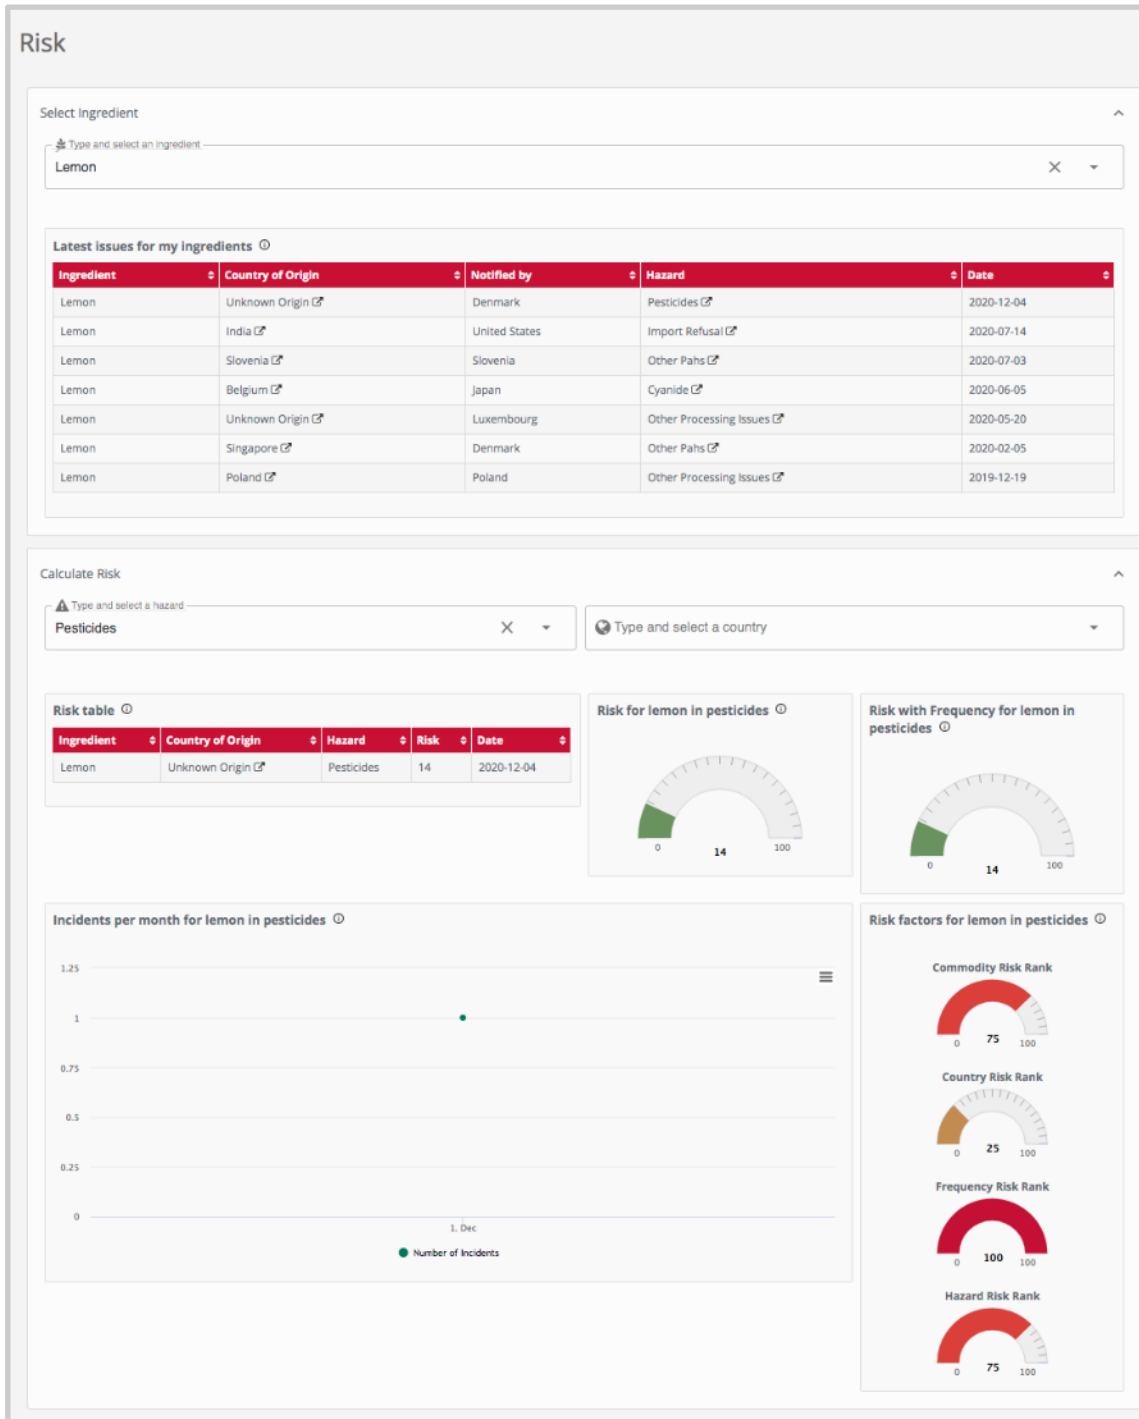 Risk
Select Ingredient
Type and select an ingredient
Lemon
Latest issues for my ingredients
Ingredient Country of Origin Notified by Hazard Date
Lemon Unknown Origin Denmark Pesticides 2020-12-04
Lemon India United States Import Refusal 2020-07-14
Lemon Slovenia Slovenia Other Pahs 2020-07-03
Lemon Belgium Japan Cyanide 2020-06-05
Lemon Unknown Origin Luxembourg Other Processing Issues 2020-05-20
Lemon Singapore Denmark Other Pahs 2020-02-05
Lemon Poland Poland Other Processing Issues 2019-12-19
Calculate Risk
Type and select a hazard
Pesticides
Type and select a country
Risk table
Ingredient Country of Origin Hazard Risk Date
Lemon Unknown Origin Pesticides 14 2020-12-04
Risk for lemon in pesticides
0 14 100
Risk with Frequency for lemon in
pesticides
0 14 100
Incidents per month for lemon in pesticides
1.25
1
0.75
0.5
0.25
0
1. Dec
Number of Incidents
Risk factors for lemon in pesticides
Commodity Risk Rank
0 75 100
Country Risk Rank
0 25 100
Frequency Risk Rank
0 100 100
Hazard Risk Rank
0 75 100